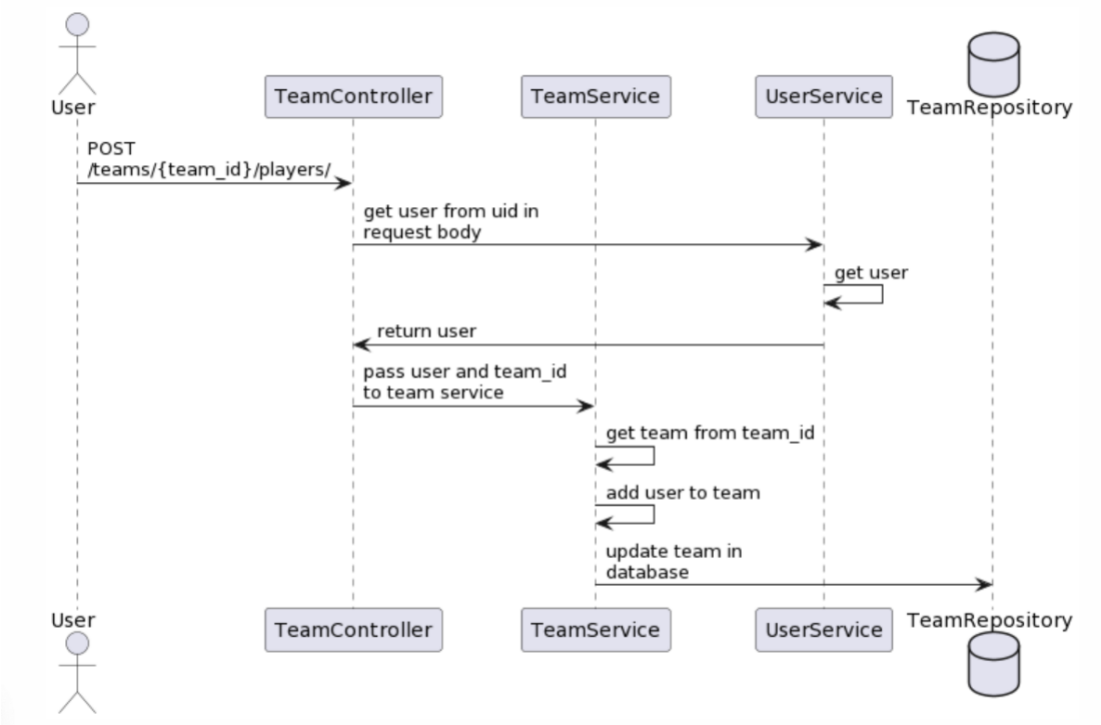 User
TeamController
TeamService
UserService
TeamRepository
POST
/teams/{team_id}/players/
get user from uid in
request body
get user
return user
pass user and team_id
to team service
get team from team_id
add user to team
update team in
database
User
TeamController
TeamService
UserService
TeamRepository